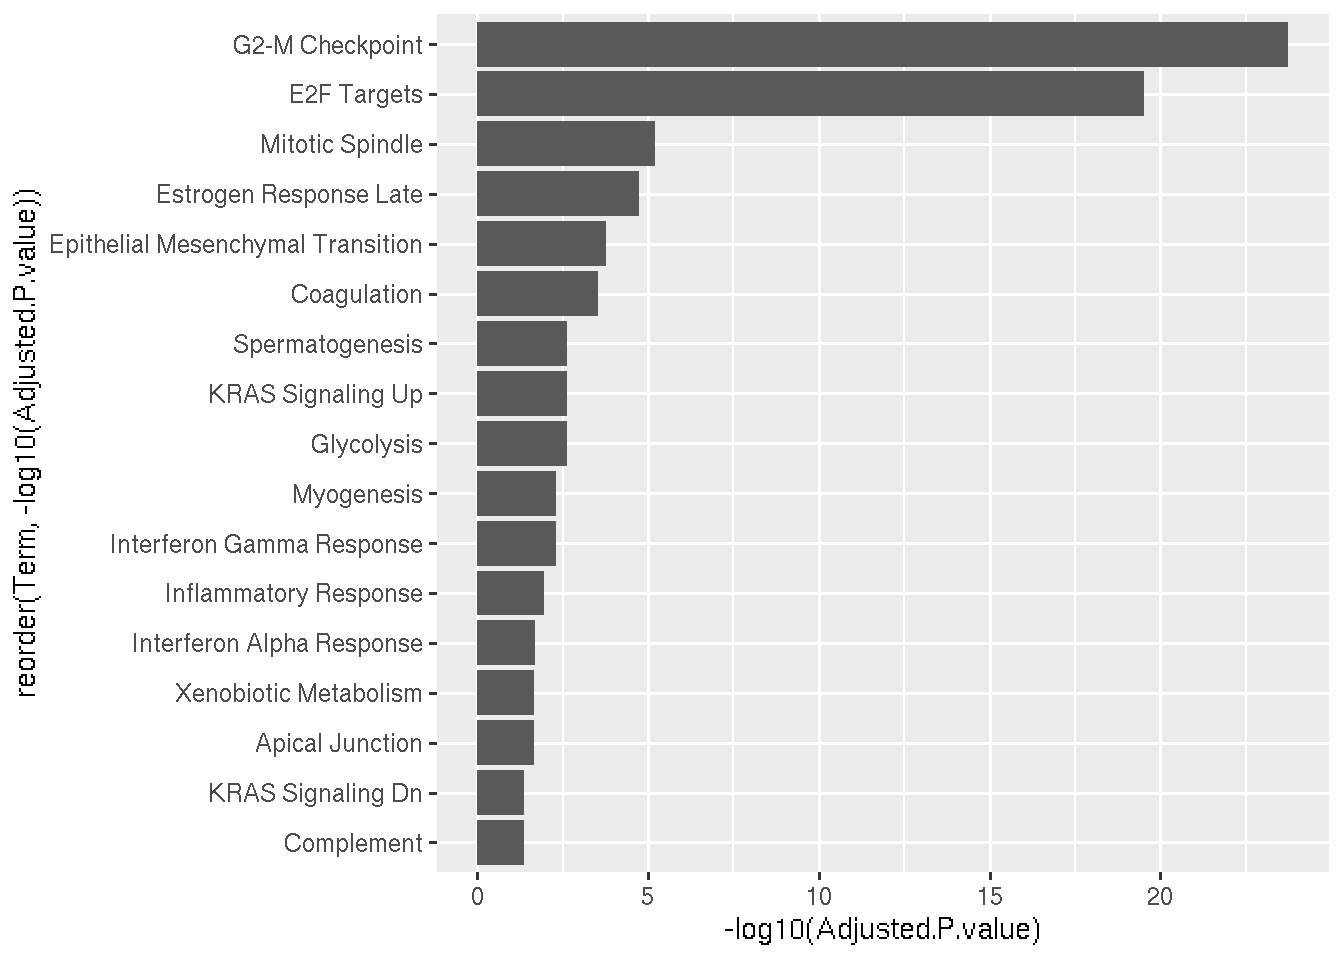 reorder(Term, -log10(Adjusted.P.value))
G2-M Checkpoint
E2F Targets
Mitotic Spindle
Estrogen Response Late
Epithelial Mesenchymal Transition
Coagulation
Spermatogenesis
KRAS Signaling Up
Glycolysis
Myogenesis
Interferon Gamma Response
Inflammatory Response
Interferon Alpha Response
Xenobiotic Metabolism
Apical Junction
KRAS Signaling Dn
Complement
0 5 10 15 20
-log10(Adjusted.P.value)